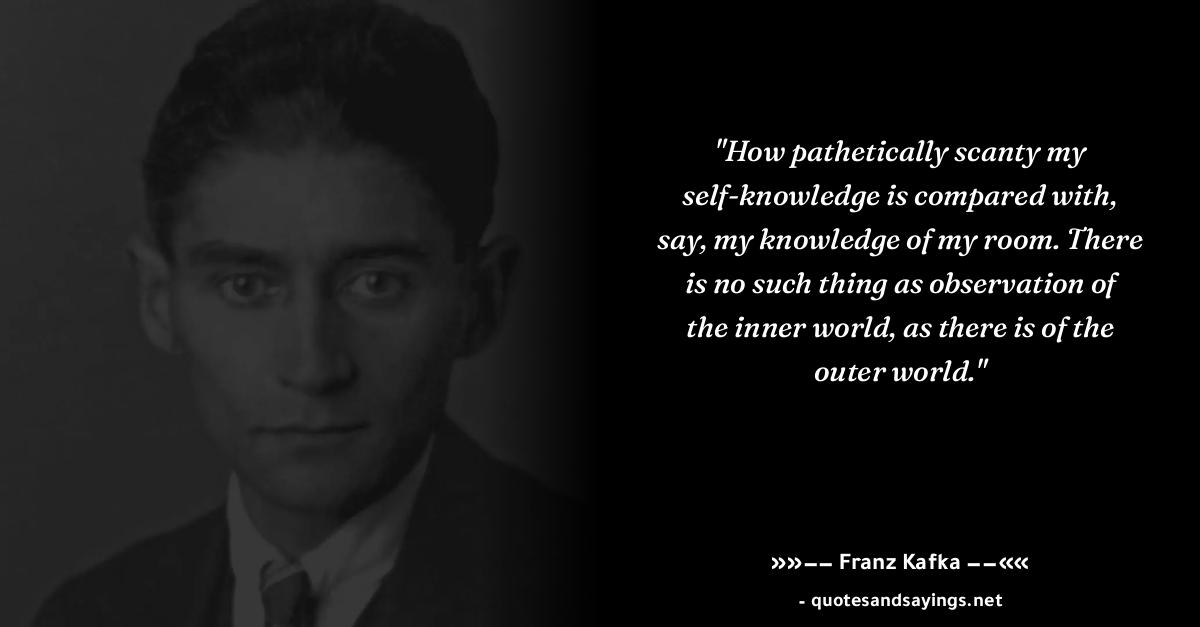 "How pathetically scanty my
self-knowledge is compared with,
say, my knowledge of my room. There
is no such thing as observation of
the inner world, as there is of the
outer world."
»»−− Franz Kafka −−««
- quotesandsayings.net